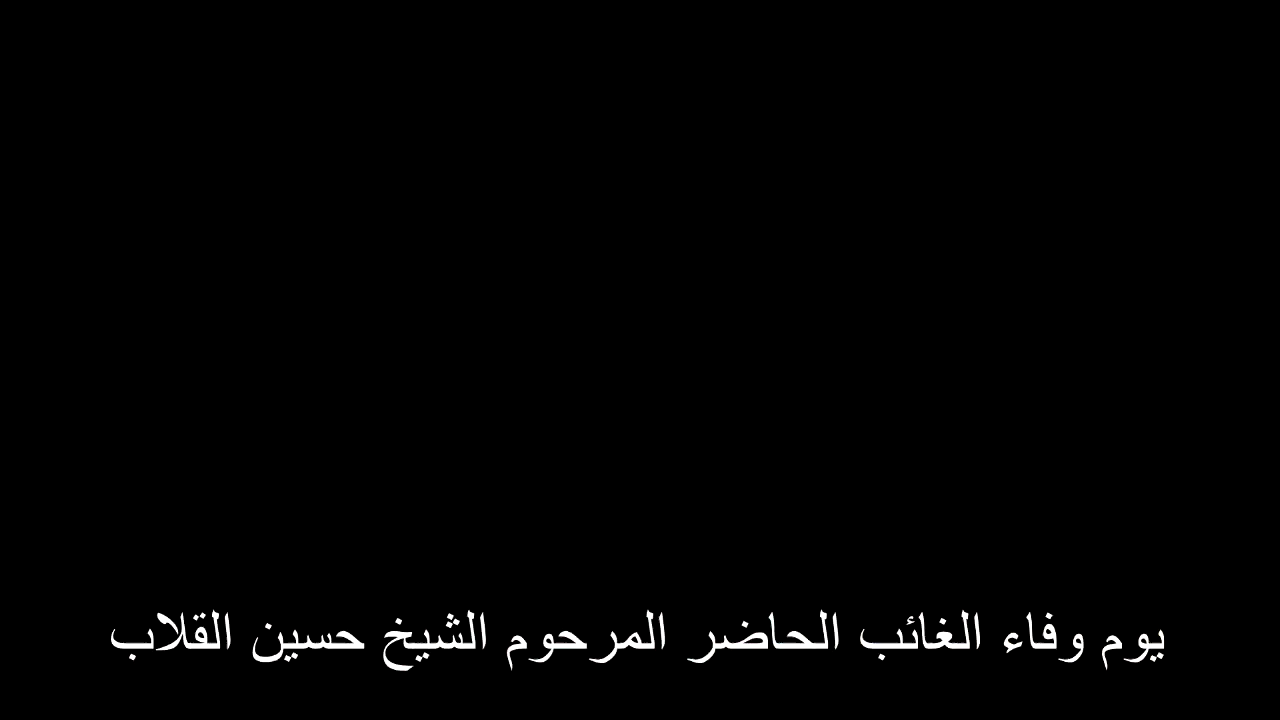 يوم وفاء الغائب الحاضر المرحوم الشيخ حسين القلاب